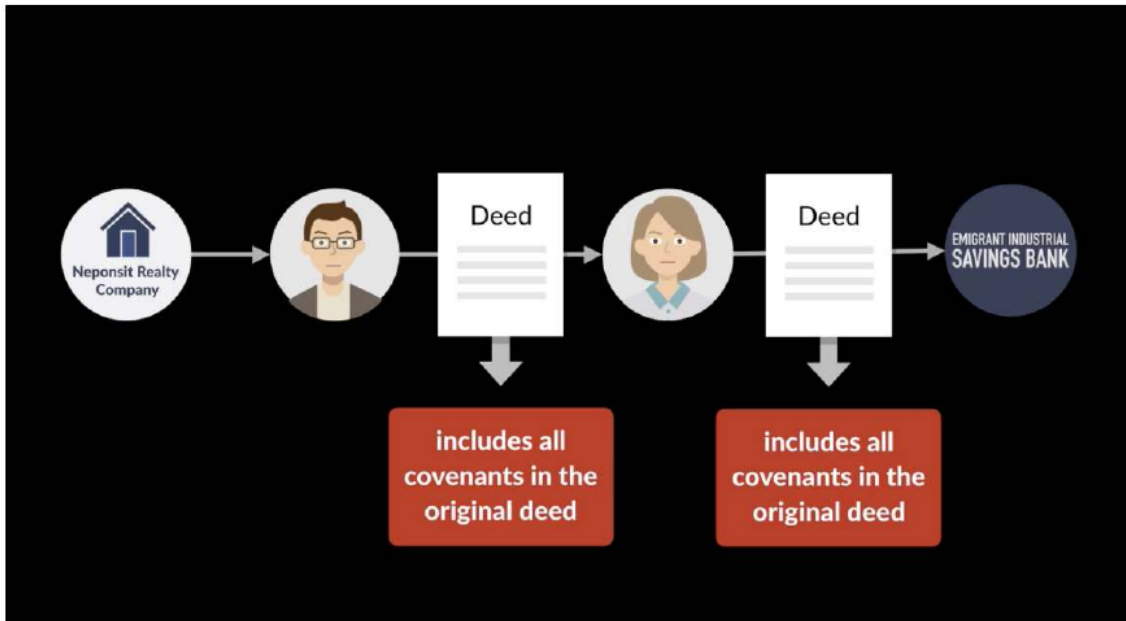 Neponsit Realty
Company
Deed
Deed
EMIGRANT INDUSTRIAL
SAVINGS BANK
includes all
covenants in the
original deed
includes all
covenants in the
original deed